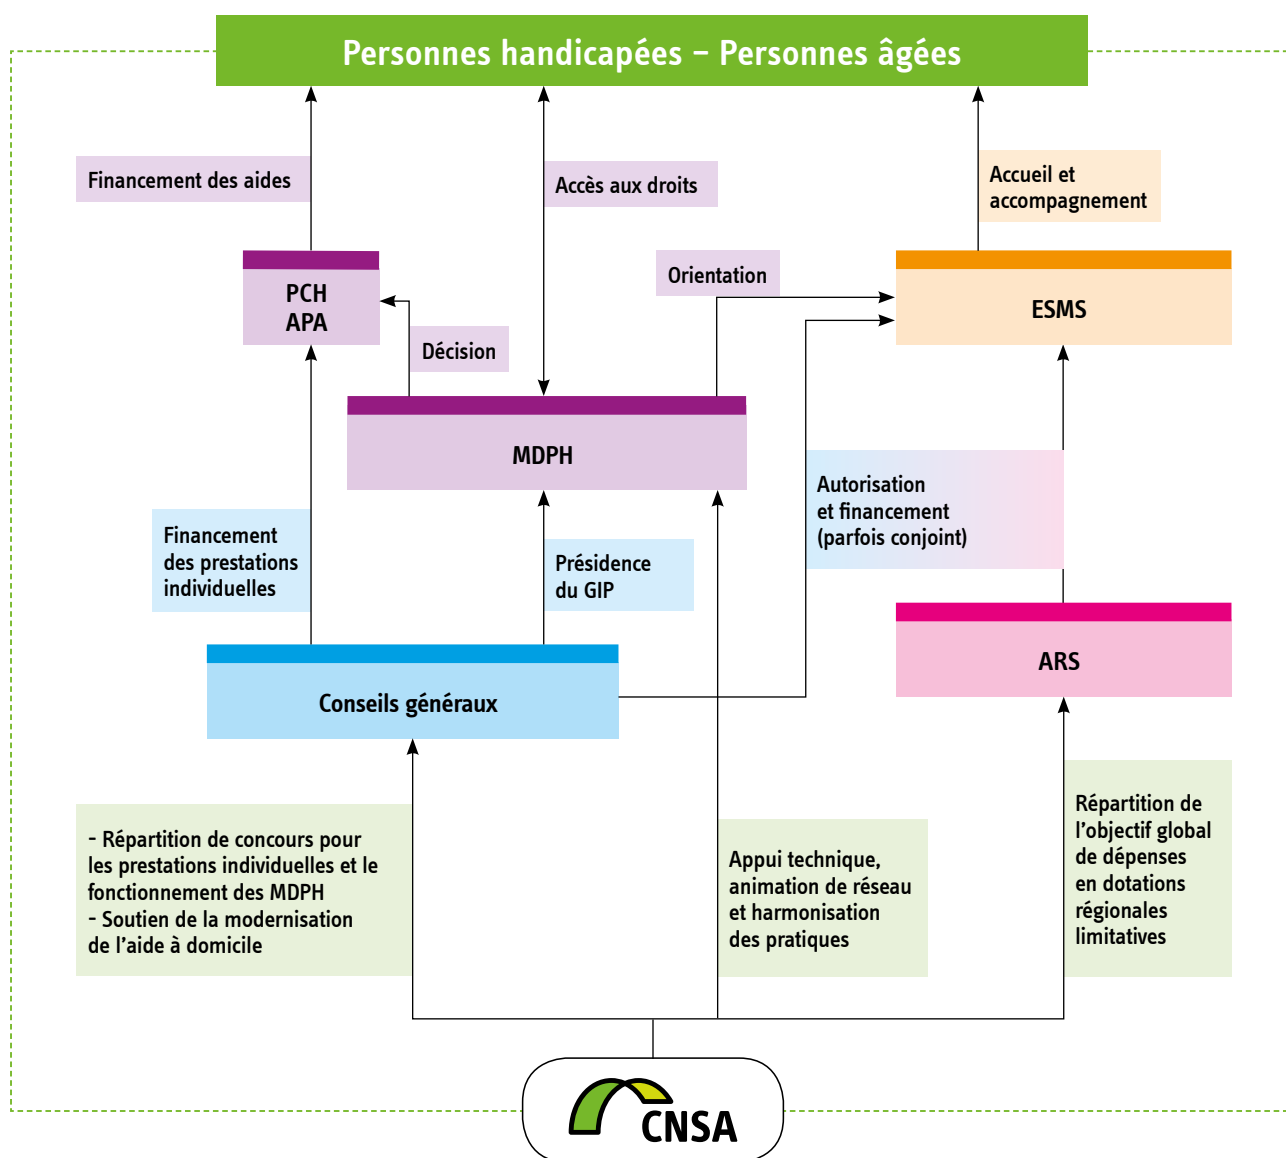 Personnes handicapées – Personnes âgées
Financement des aides
Accès aux droits
Accueil et
accompagnement
Orientation
PCH
APA
ESMS
Décision
MDPH
Autorisation
et financement
(parfois conjoint)
Financement
des prestations
individuelles
Présidence
du GIP
ARS
Conseils généraux
- Répartition de concours pour
les prestations individuelles et le
fonctionnement des MDPH
- Soutien de la modernisation
de l'aide à domicile
Appui technique,
animation de réseau
et harmonisation
des pratiques
Répartition de
l'objectif global
de dépenses
en dotations
régionales
limitatives
CNSA